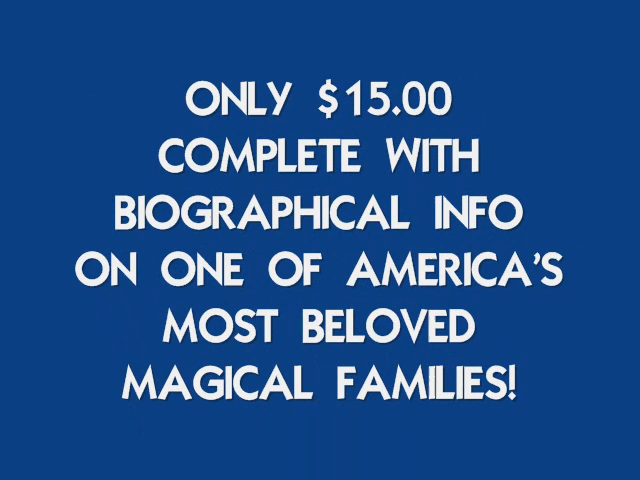 ONLY $15.00
COMPLETE WITH
BIOGRAPHICAL INFO
ON ONE OF AMERICA'S
MOST BELOVED
MAGICAL FAMILIES!